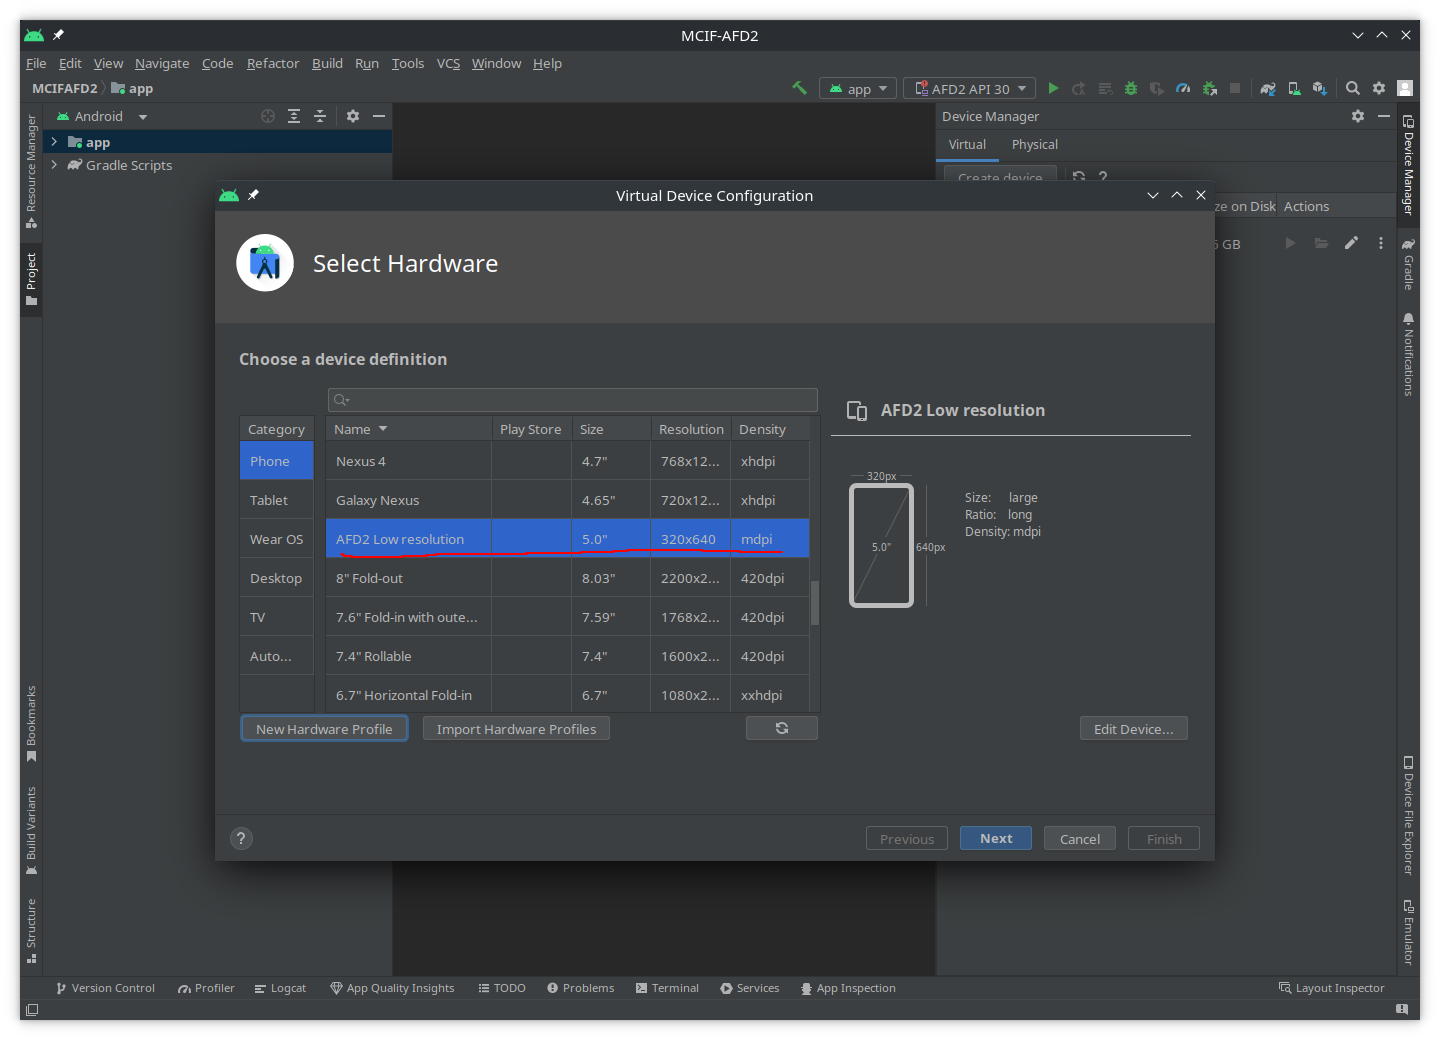 MCIF-AFD2
File Edit View Navigate Code Refactor Build Run Tools VCS Window Help
MCIFAFD2 app
app
AFD2 API 30
Android
Device Manager
app
Virtual Physical
Gradle Scripts
Create device
?
Virtual Device Configuration
ze on Disk Actions
GB
Select Hardware
Choose a device definition
Category
Phone
Tablet
Wear OS
Desktop
TV
Auto...
Name Play Store Size Resolution Density
Nexus 4 4.7" 768x12... xhdpi
Galaxy Nexus 4.65" 720x12... xhdpi
AFD2 Low resolution 5.0" 320x640 mdpi
8" Fold-out 8.03" 2200x2... 420dpi
7.6" Fold-in with oute... 7.59" 1768x2... 420dpi
7.4" Rollable 7.4" 1600x2... 420dpi
6.7" Horizontal Fold-in 6.7" 1080x2... xxhdpi
AFD2 Low resolution
320px
5.0"
640px
Size: large
Ratio: long
Density: mdpi
New Hardware Profile Import Hardware Profiles
Edit Device...
?
Previous Next Cancel Finish
Resource Manager
Project
Bookmarks
Build Variants
Structure
Device Manager
Gradle
Notifications
Device File Explorer
Emulator
Version Control Profiler Logcat App Quality Insights TODO Problems Terminal Services App Inspection Layout Inspector